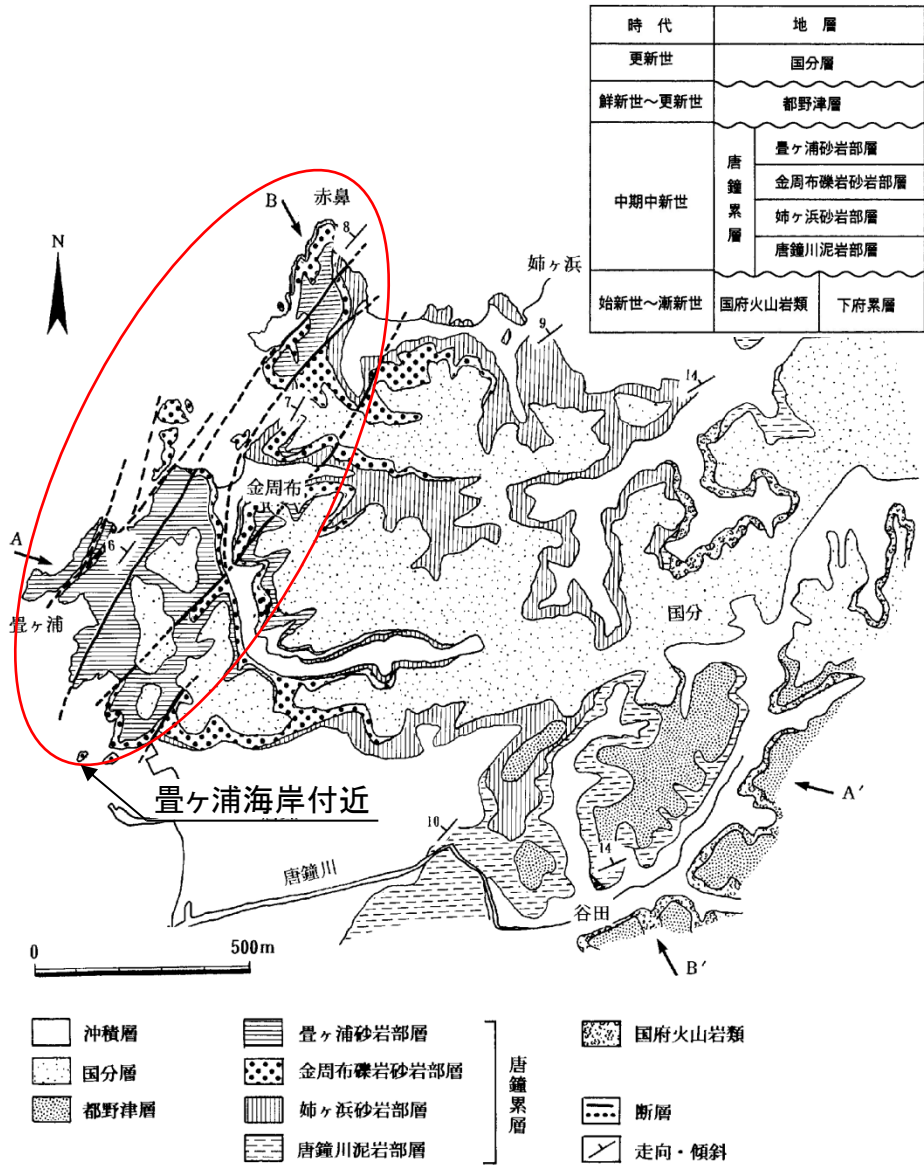 時代 地層
更新世 国分層
鮮新世~更新世 都野津層
中期中新世 唐鐘累層 畳ヶ浦砂岩部層
金周布礫岩砂岩部層
姉ヶ浜砂岩部層
唐鐘川泥岩部層
始新世~漸新世 国府火山岩類 下府累層
B
赤鼻
8
N
姉ヶ浜
9
14
7
金周布
A
6
畳ヶ浦
国分
畳ヶ浦海岸付近
A′
10
唐鐘川
14
谷田
B′
0 500m
沖積層
国分層
都野津層
畳ヶ浦砂岩部層
金周布礫岩砂岩部層
姉ヶ浜砂岩部層
唐鐘川泥岩部層
唐鐘累層
国府火山岩類
断層
走向・傾斜